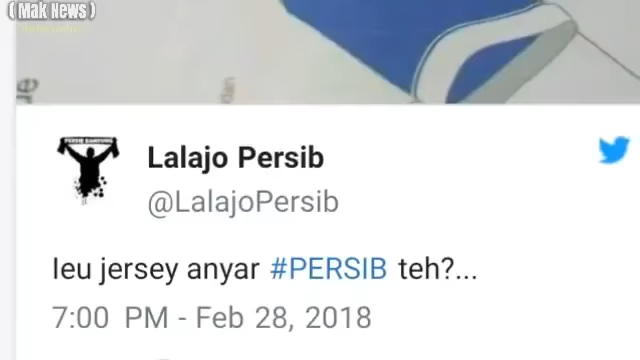 ( Mak News )
Lalajo Persib
@LalajoPersib
Ieu jersey anyar #PERSIB teh?...
7:00 PM - Feb 28, 2018